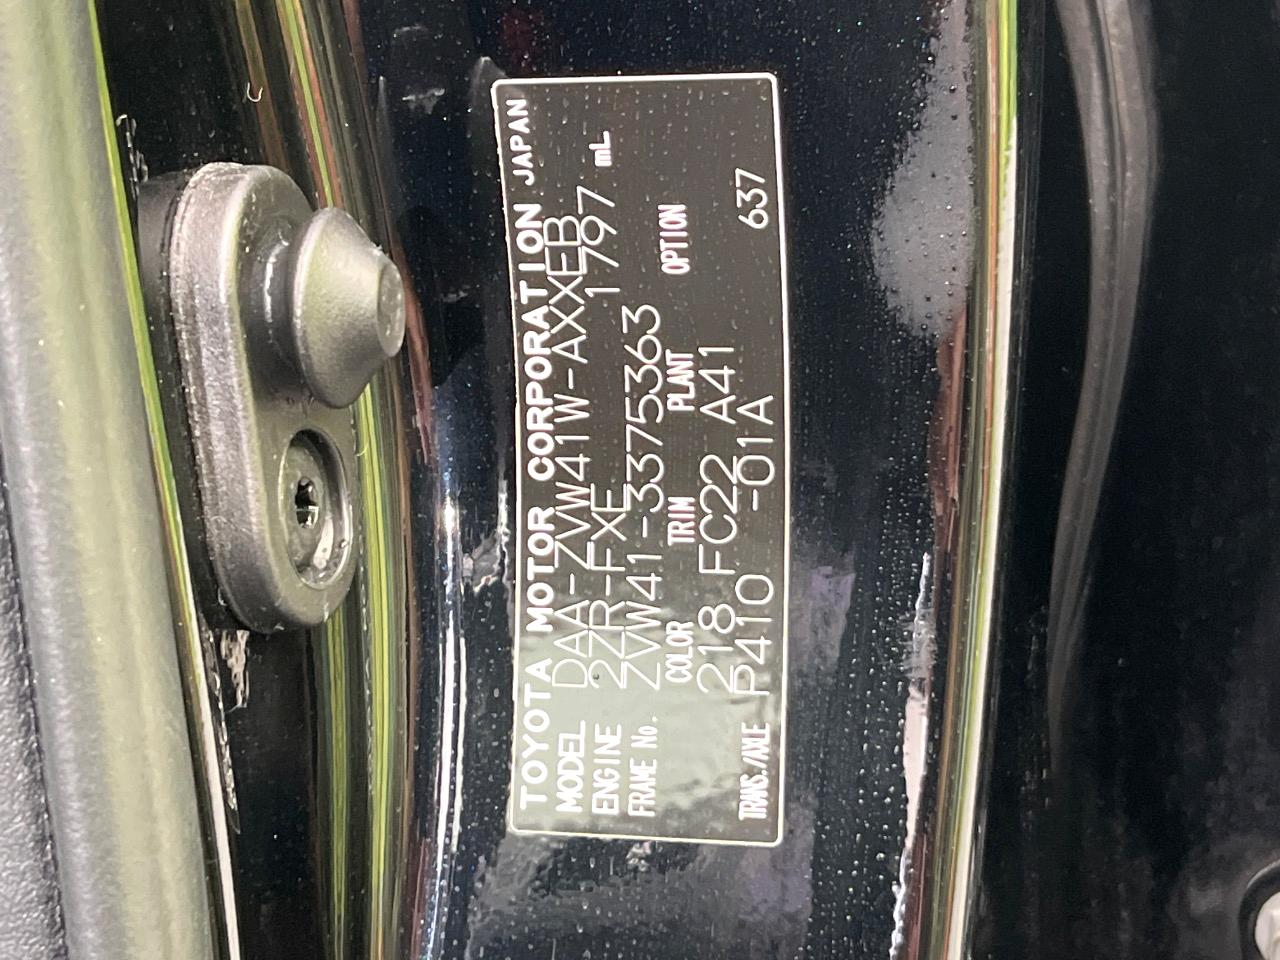 TOYOTA MOTOR CORPORATION JAPAN
MODEL DAA-ZVW41W-AXXEB
ENGINE 2ZR-FXE 1797 mL
FRAME No. ZVW41-3375363
COLOR TRIM PLANT OPTION
218 FC22 A41
TRANS./AXLE P410 -01A 637